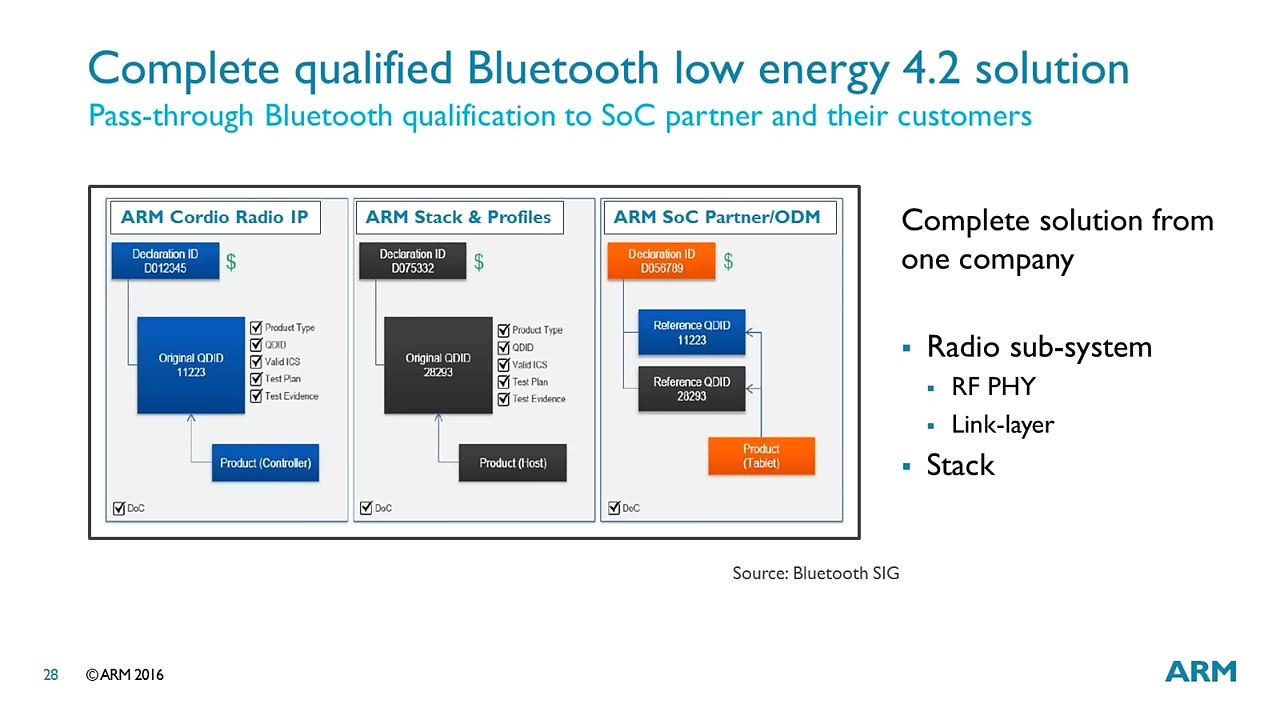 Complete qualified Bluetooth low energy 4.2 solution
Pass-through Bluetooth qualification to SoC partner and their customers
ARM Cordio Radio IP
Declaration ID
D012345
$
Original QDID
11223
Product Type
QDID
Valid ICS
Test Plan
Test Evidence
Product (Controller)
DoC
ARM Stack & Profiles
Declaration ID
D075332
$
Original QDID
28293
Product Type
QDID
Valid ICS
Test Plan
Test Evidence
Product (Host)
DoC
ARM SoC Partner/ODM
Declaration ID
D056789
$
Reference QDID
11223
Reference QDID
28293
Product
(Tablet)
DoC
Complete solution from
one company
▪ Radio sub-system
▪ RF PHY
▪ Link-layer
▪ Stack
Source: Bluetooth SIG
28 ©ARM 2016
ARM